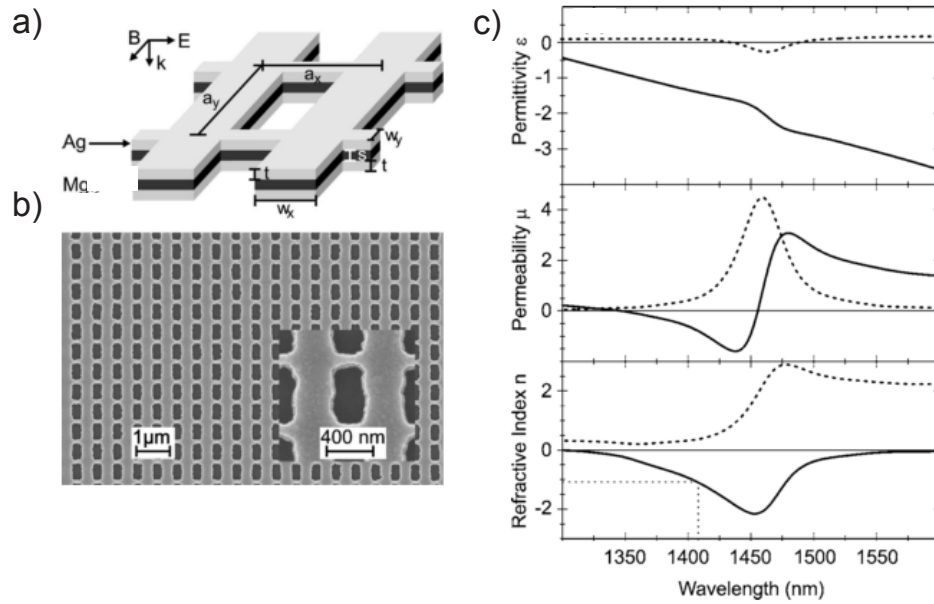 a)
B
E
k
a_x
a_y
Ag
w_y
s
t
t
w_x
b)
1µm
400 nm
c)
Permittivity ε
0
-1
-2
-3
Permeability µ
4
2
0
Refractive Index n
2
0
-2
1350 1400 1450 1500 1550
Wavelength (nm)